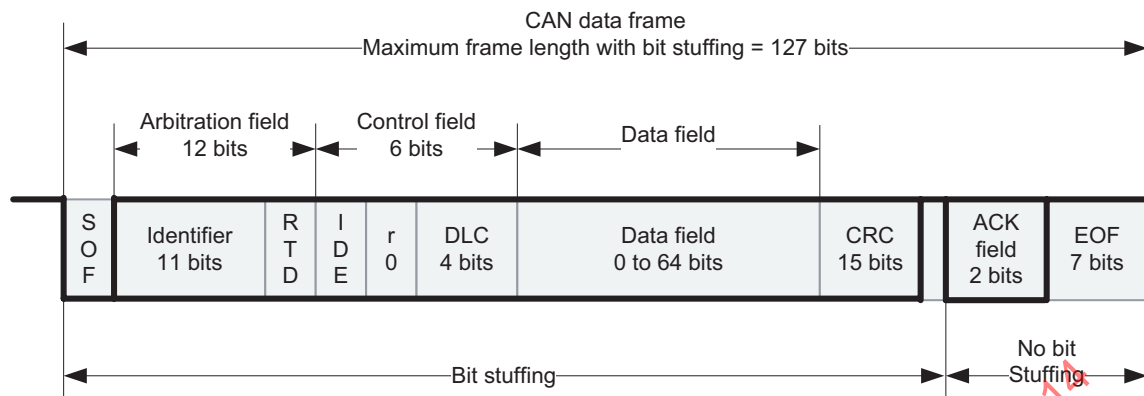 CAN data frame
Maximum frame length with bit stuffing = 127 bits
Arbitration field
12 bits
Control field
6 bits
Data field
S
O
F
Identifier
11 bits
R
T
D
I
D
E
r
0
DLC
4 bits
Data field
0 to 64 bits
CRC
15 bits
ACK
field
2 bits
EOF
7 bits
Bit stuffing
No bit
Stuffing
14